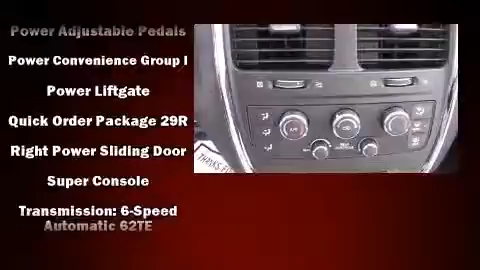 Power Adjustable Pedals
Power Convenience Group I
Power Liftgate
Quick Order Package 29R
Right Power Sliding Door
Super Console
Transmission: 6-Speed
Automatic 62TE
THANKS F